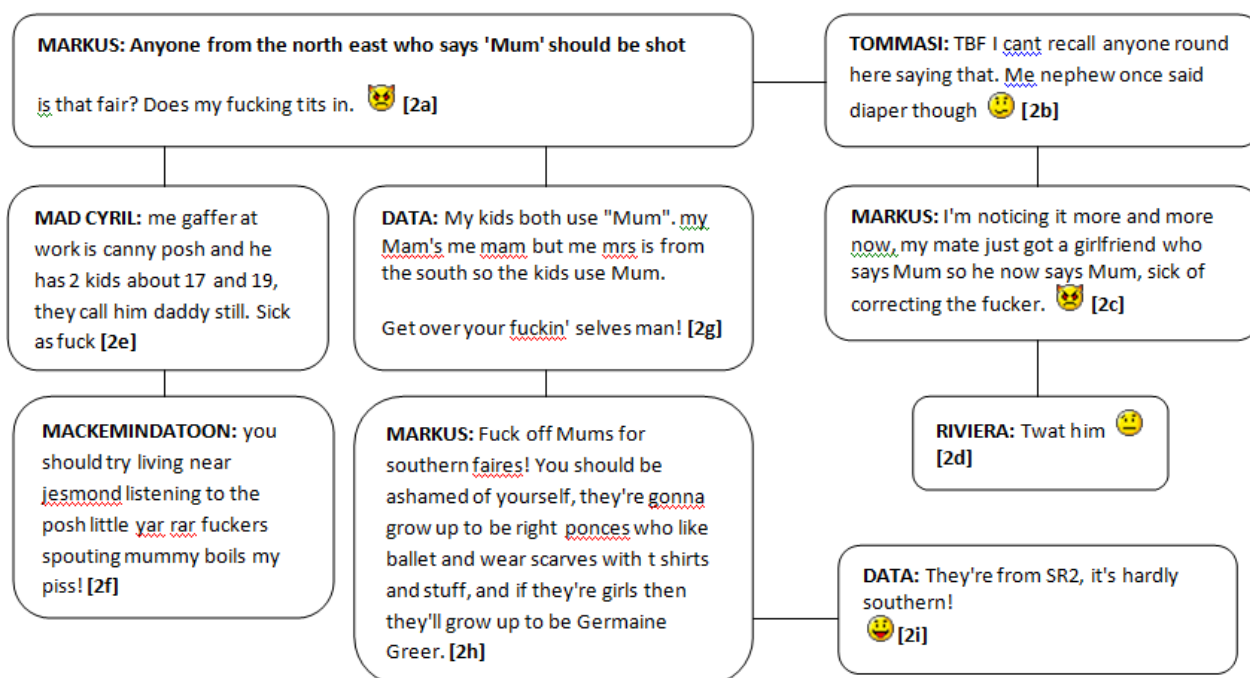 MARKUS: Anyone from the north east who says 'Mum' should be shot
is that fair? Does my fucking tits in. [2a]
TOMMASI: TBF I cant recall anyone round
here saying that. Me nephew once said
diaper though [2b]
MAD CYRIL: me gaffer at
work is canny posh and he
has 2 kids about 17 and 19,
they call him daddy still. Sick
as fuck [2e]
DATA: My kids both use "Mum". my
Mam's me mam but me mrs is from
the south so the kids use Mum.
Get over your fuckin' selves man! [2g]
MARKUS: I'm noticing it more and more
now, my mate just got a girlfriend who
says Mum so he now says Mum, sick of
correcting the fucker. [2c]
MACKEMINDATOON: you
should try living near
jesmond listening to the
posh little yar rar fuckers
spouting mummy boils my
piss! [2f]
MARKUS: Fuck off Mums for
southern faires! You should be
ashamed of yourself, they're gonna
grow up to be right ponces who like
ballet and wear scarves with t shirts
and stuff, and if they're girls then
they'll grow up to be Germaine
Greer. [2h]
RIVIERA: Twat him
[2d]
DATA: They're from SR2, it's hardly
southern!
[2i]